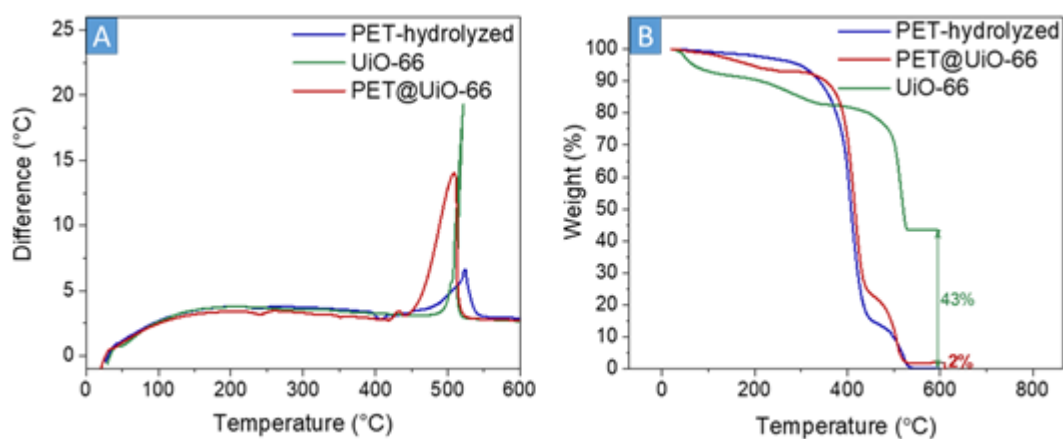 A
PET-hydrolyzed
UiO-66
PET@UiO-66
25
20
15
10
5
0
Difference (°C)
0 100 200 300 400 500 600
Temperature (°C)
B
PET-hydrolyzed
PET@UiO-66
UiO-66
100
90
80
70
60
50
40
30
20
10
0
Weight (%)
43%
2%
0 200 400 600 800
Temperature (°C)